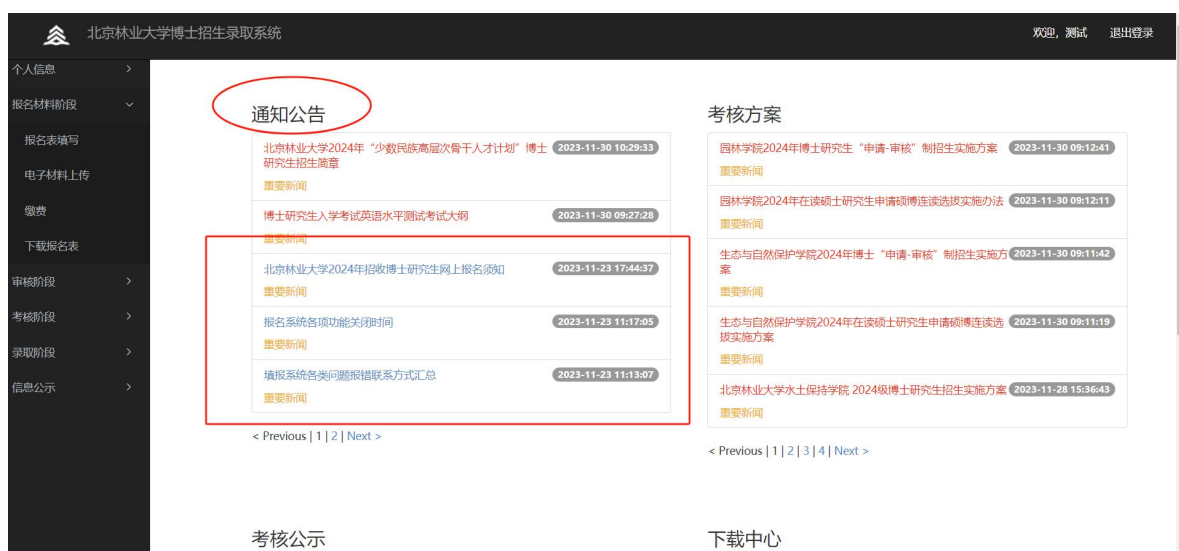 北京林业大学博士招生录取系统
欢迎，测试 退出登录
个人信息
报名材料阶段
报名表填写
电子材料上传
缴费
下载报名表
审核阶段
考核阶段
录取阶段
信息公示
通知公告
北京林业大学2024年“少数民族高层次骨干人才计划”博士 2023-11-30 10:29:33
研究生招生简章
重要新闻
博士研究生入学考试英语水平测试考试大纲 2023-11-30 09:27:28
重要新闻
北京林业大学2024年招收博士研究生网上报名须知 2023-11-23 17:44:37
重要新闻
报名系统各项功能关闭时间 2023-11-23 11:17:05
重要新闻
填报系统各类问题报错联系方式汇总 2023-11-23 11:13:07
重要新闻
< Previous | 1 | 2 | Next >
考核方案
园林学院2024年博士研究生“申请-审核”制招生实施方案 2023-11-30 09:12:41
重要新闻
园林学院2024年在读硕士研究生申请硕博连读选拔实施办法 2023-11-30 09:12:11
重要新闻
生态与自然保护学院2024年博士“申请-审核”制招生实施方 2023-11-30 09:11:42
案
重要新闻
生态与自然保护学院2024年在读硕士研究生申请硕博连读选 2023-11-30 09:11:19
拔实施方案
重要新闻
北京林业大学水土保持学院 2024级博士研究生招生实施方案 2023-11-28 15:36:43
重要新闻
< Previous | 1 | 2 | 3 | 4 | Next >
考核公示
下载中心